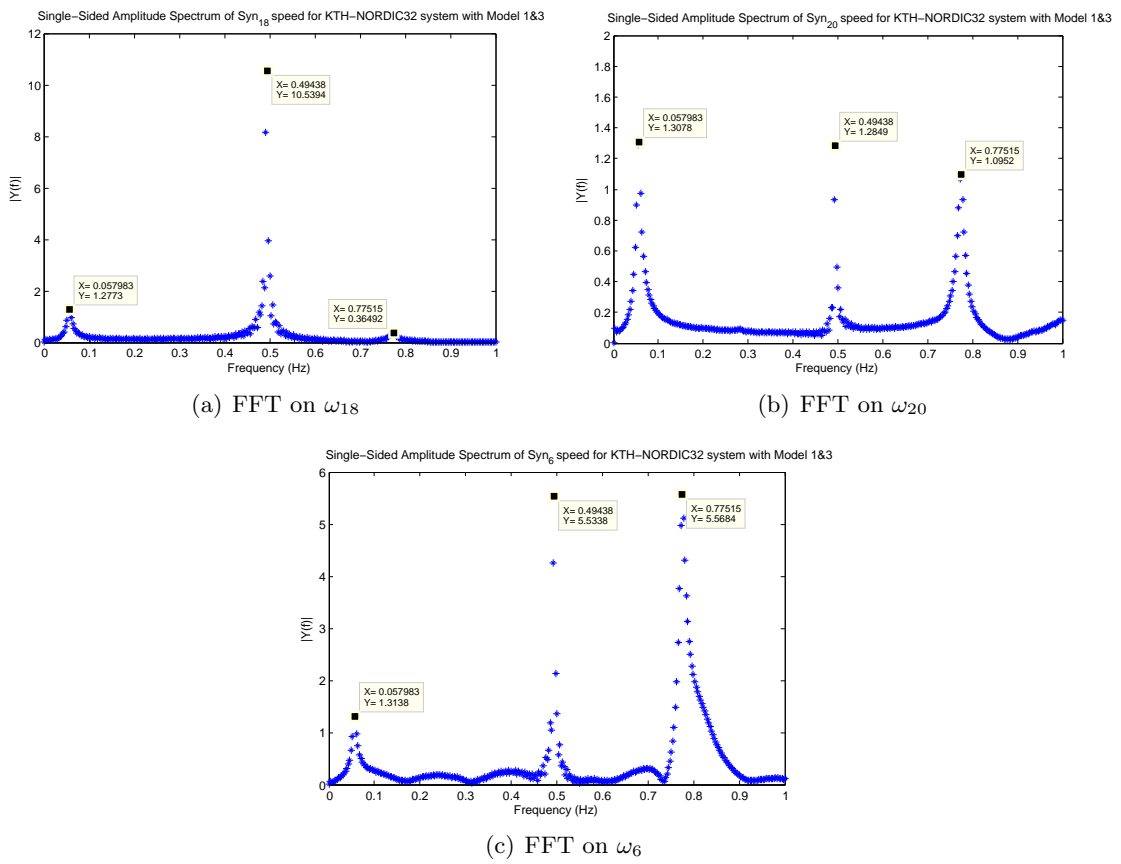 Single−Sided Amplitude Spectrum of Syn18 speed for KTH−NORDIC32 system with Model 1&3
12
10
8
6
4
2
0
|Y(f)|
X= 0.49438
Y= 10.5394
X= 0.057983
Y= 1.2773
X= 0.77515
Y= 0.36492
0 0.1 0.2 0.3 0.4 0.5 0.6 0.7 0.8 0.9 1
Frequency (Hz)
(a) FFT on ω18
Single−Sided Amplitude Spectrum of Syn20 speed for KTH−NORDIC32 system with Model 1&3
2
1.8
1.6
1.4
1.2
1
0.8
0.6
0.4
0.2
0
|Y(f)|
X= 0.057983
Y= 1.3078
X= 0.49438
Y= 1.2849
X= 0.77515
Y= 1.0952
0 0.1 0.2 0.3 0.4 0.5 0.6 0.7 0.8 0.9 1
Frequency (Hz)
(b) FFT on ω20
Single−Sided Amplitude Spectrum of Syn6 speed for KTH−NORDIC32 system with Model 1&3
6
5
4
3
2
1
0
|Y(f)|
X= 0.49438
Y= 5.5338
X= 0.77515
Y= 5.5684
X= 0.057983
Y= 1.3138
0 0.1 0.2 0.3 0.4 0.5 0.6 0.7 0.8 0.9 1
Frequency (Hz)
(c) FFT on ω6